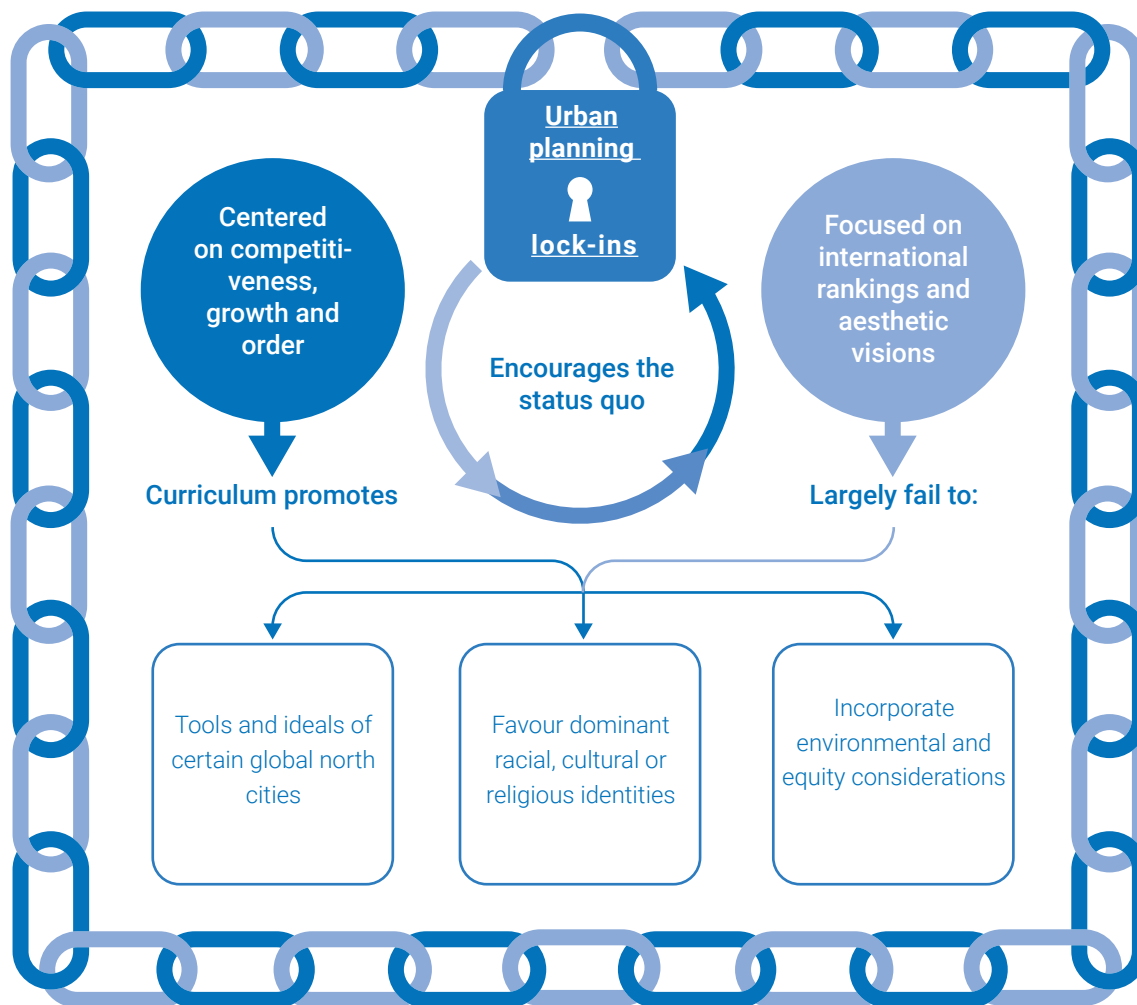 Urban
planning
lock-ins
Centered
on competiti-
veness,
growth and
order
Encourages the
status quo
Focused on
international
rankings and
aesthetic
visions
Curriculum promotes
Largely fail to:
Tools and ideals of
certain global north
cities
Favour dominant
racial, cultural or
religious identities
Incorporate
environmental and
equity considerations